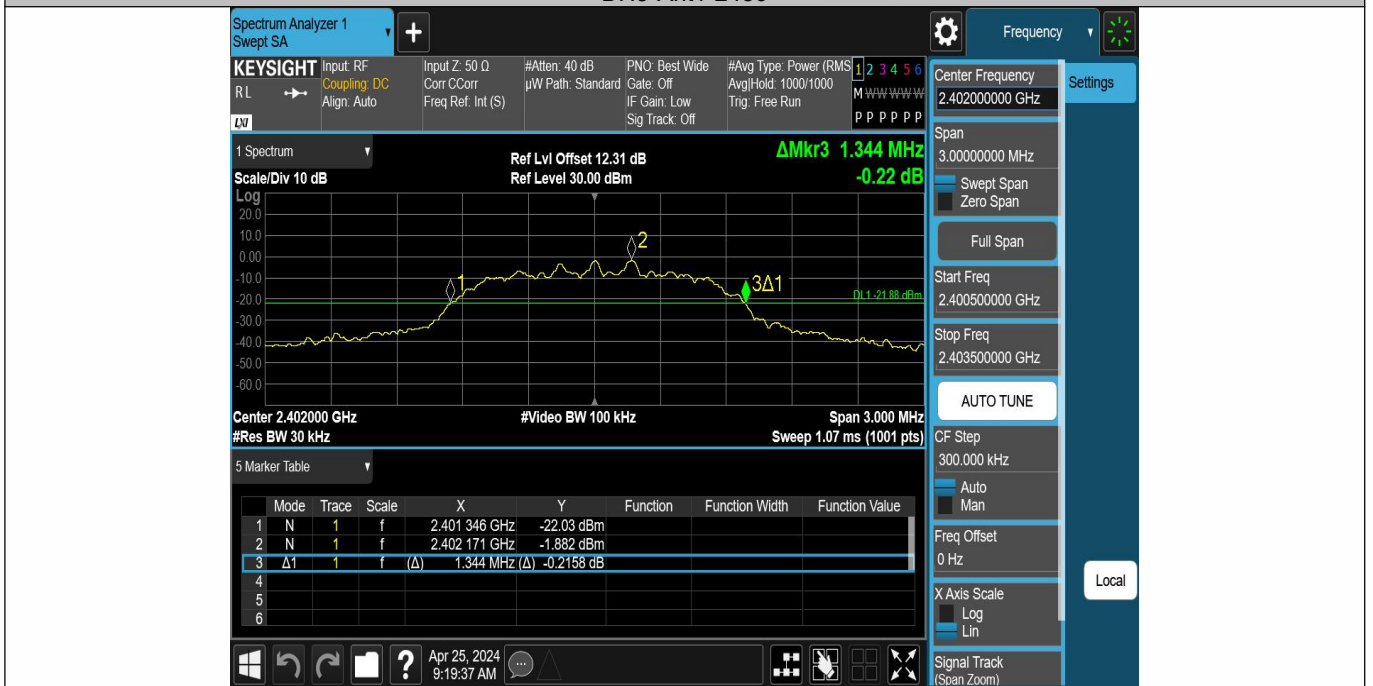 Spectrum Analyzer 1
Swept SA
+
Frequency
KEYSIGHT
RL
LXI
Input: RF
Coupling: DC
Align: Auto
Input Z: 50 Ω
Corr CCorr
Freq Ref: Int (S)
#Atten: 40 dB
µW Path: Standard
PNO: Best Wide
Gate: Off
IF Gain: Low
Sig Track: Off
#Avg Type: Power (RMS
Avg|Hold: 1000/1000
Trig: Free Run
1 2 3 4 5 6
M W W W W W
P P P P P P
1 Spectrum
Scale/Div 10 dB
Ref Lvl Offset 12.31 dB
Ref Level 30.00 dBm
ΔMkr3 1.344 MHz
-0.22 dB
Log
20.0
10.0
0.00
-10.0
-20.0
-30.0
-40.0
-50.0
-60.0
1
2
3Δ1
DL1 -21.88 dBm
Center 2.402000 GHz
#Video BW 100 kHz
Span 3.000 MHz
#Res BW 30 kHz
Sweep 1.07 ms (1001 pts)
5 Marker Table
Mode Trace Scale X Y Function Function Width Function Value
1 N 1 f 2.401 346 GHz -22.03 dBm
2 N 1 f 2.402 171 GHz -1.882 dBm
3 Δ1 1 f (Δ) 1.344 MHz (Δ) -0.2158 dB
4
5
6
Apr 25, 2024
9:19:37 AM
Center Frequency
2.402000000 GHz
Settings
Span
3.00000000 MHz
Swept Span
Zero Span
Full Span
Start Freq
2.400500000 GHz
Stop Freq
2.403500000 GHz
AUTO TUNE
CF Step
300.000 kHz
Auto
Man
Freq Offset
0 Hz
X Axis Scale
Log
Lin
Local
Signal Track
(Span Zoom)